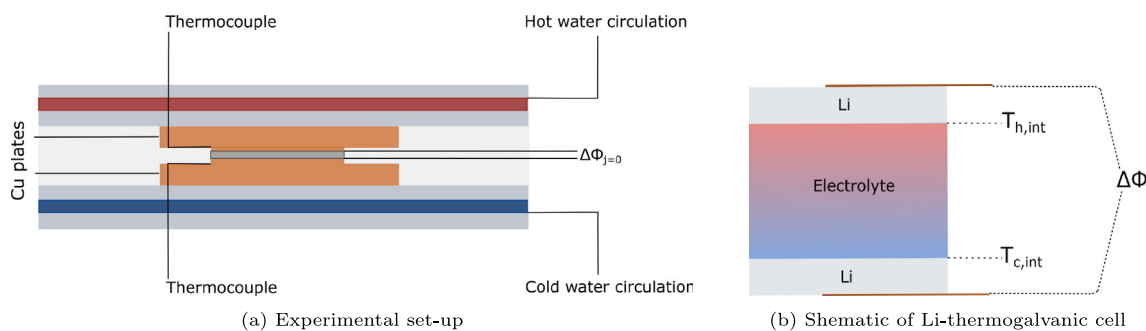 Thermocouple
Hot water circulation
Cu plates
ΔΦj=0
Thermocouple
Cold water circulation
(a) Experimental set-up
Li
Th,int
Electrolyte
ΔΦ
Tc,int
Li
(b) Shematic of Li-thermogalvanic cell